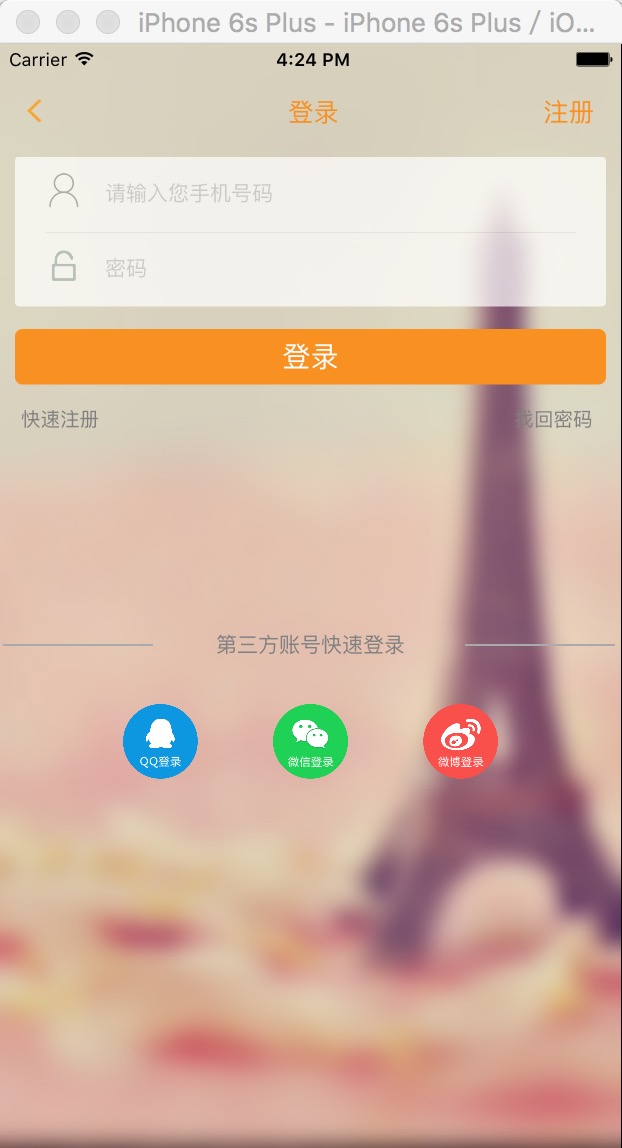 iPhone 6s Plus - iPhone 6s Plus / iO...
Carrier 4:24 PM
登录 注册
请输入您手机号码
密码
登录
快速注册 找回密码
第三方账号快速登录
QQ登录 微信登录 微博登录